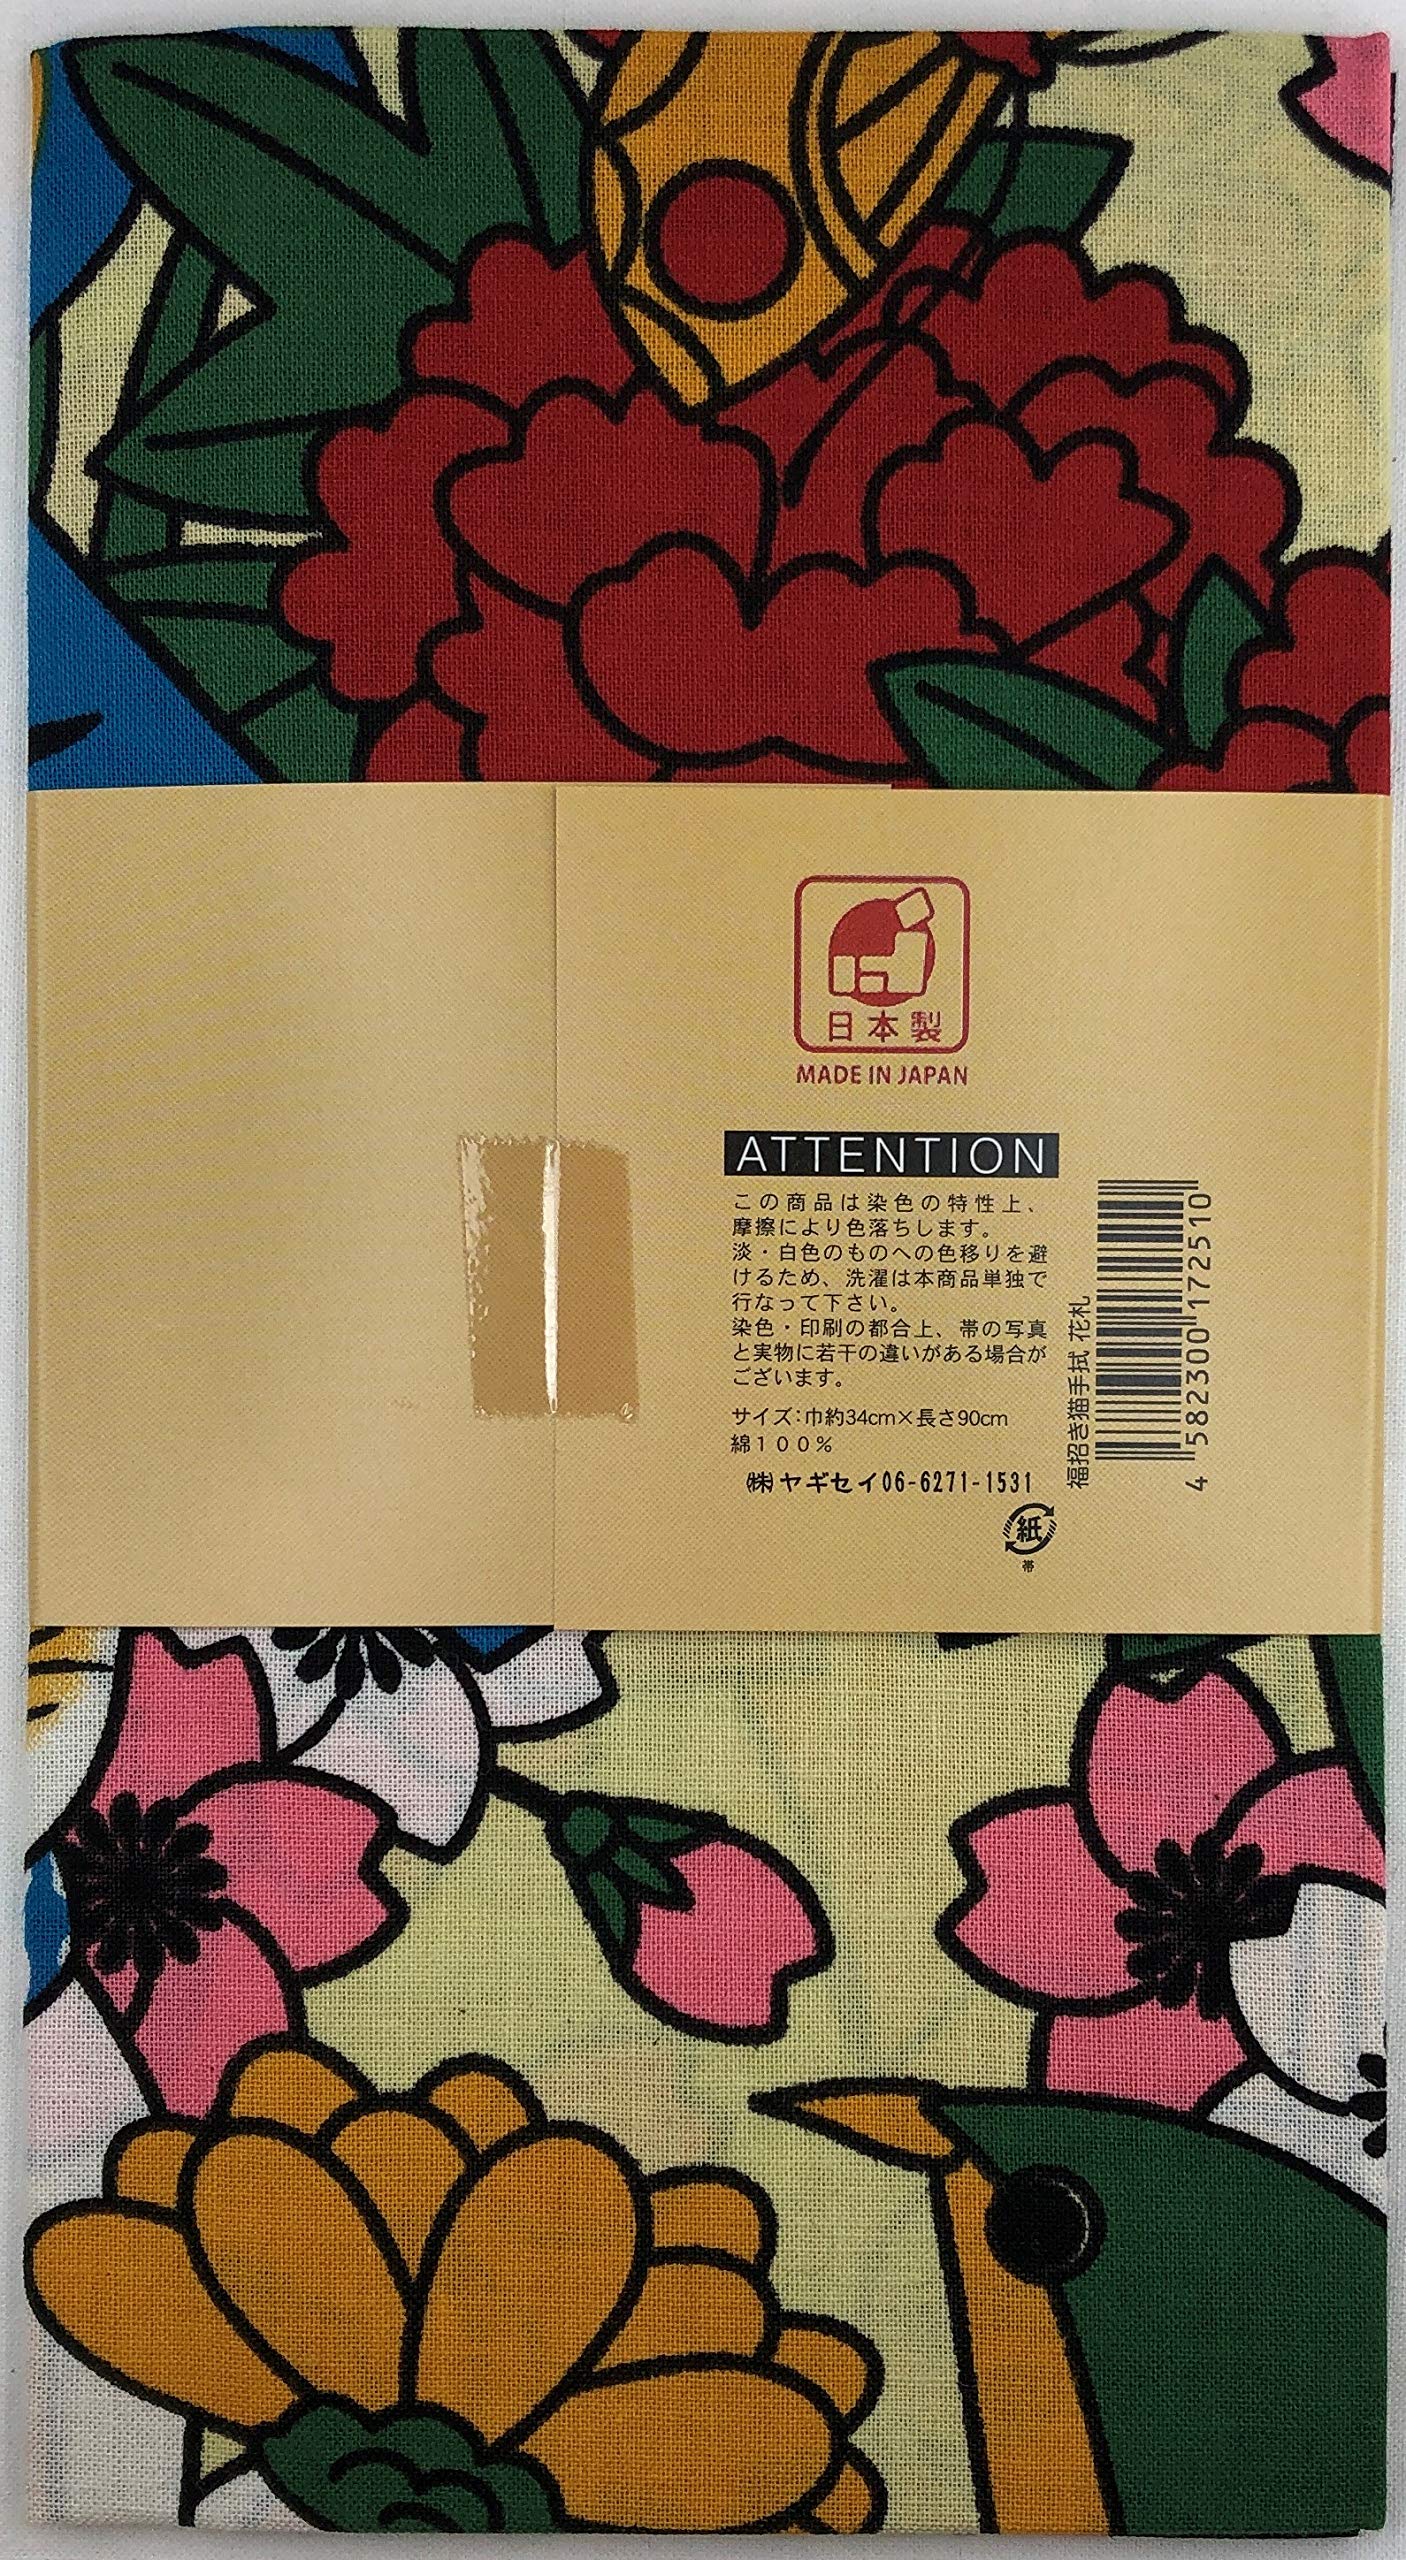 日本製
MADE IN JAPAN
ATTENTION
この商品は染色の特性上、
摩擦により色落ちします。
淡・白色のものへの色移りを避
けるため、洗濯は本商品単独で
行なって下さい。
染色・印刷の都合上、帯の写真
と実物に若干の違いがある場合が
ございます。
サイズ:巾約34cm×長さ90cm
綿100%
㈱ヤギセイ06-6271-1531
紙
帯
福招き猫手拭 花札
4 582300 172510